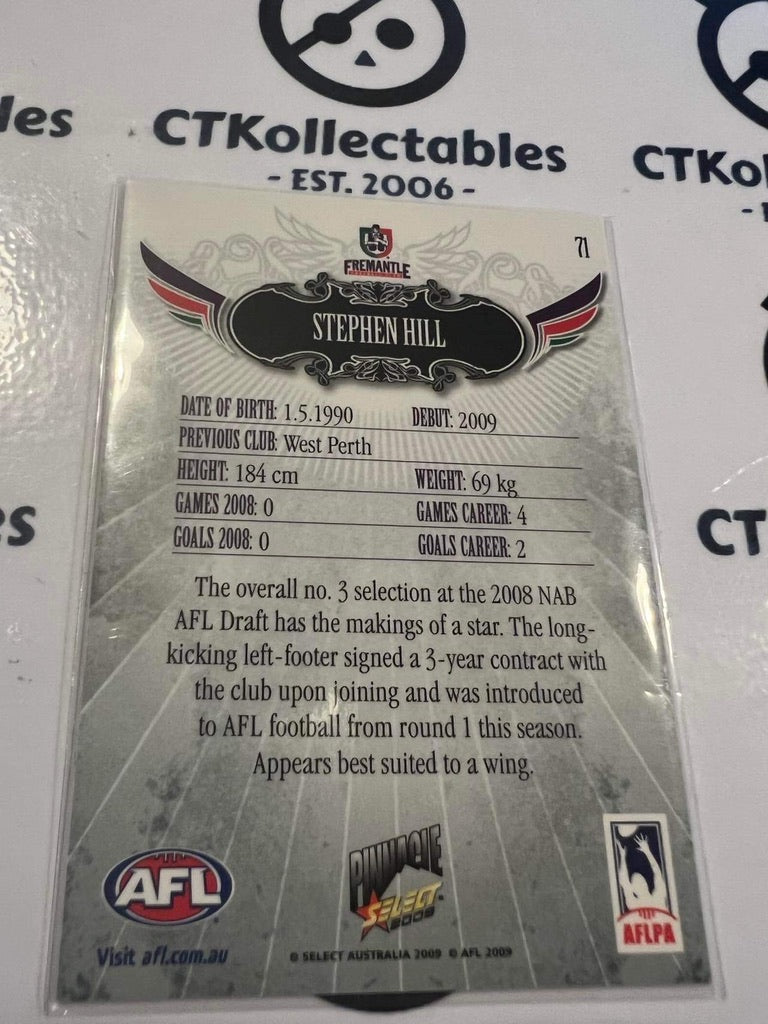 les
CTKollectables
- EST. 2006 -
CTKo
71
FREMANTLE
STEPHEN HILL
DATE OF BIRTH: 1.5.1990 DEBUT: 2009
PREVIOUS CLUB: West Perth
HEIGHT: 184 cm WEIGHT: 69 kg
GAMES 2008: 0 GAMES CAREER: 4
GOALS 2008: 0 GOALS CAREER: 2
s
CT
The overall no. 3 selection at the 2008 NAB
AFL Draft has the makings of a star. The long-
kicking left-footer signed a 3-year contract with
the club upon joining and was introduced
to AFL football from round 1 this season.
Appears best suited to a wing.
AFL
Visit afl.com.au
PINNACLE
SELECT
2009
© SELECT AUSTRALIA 2009 © AFL 2009
AFLPA